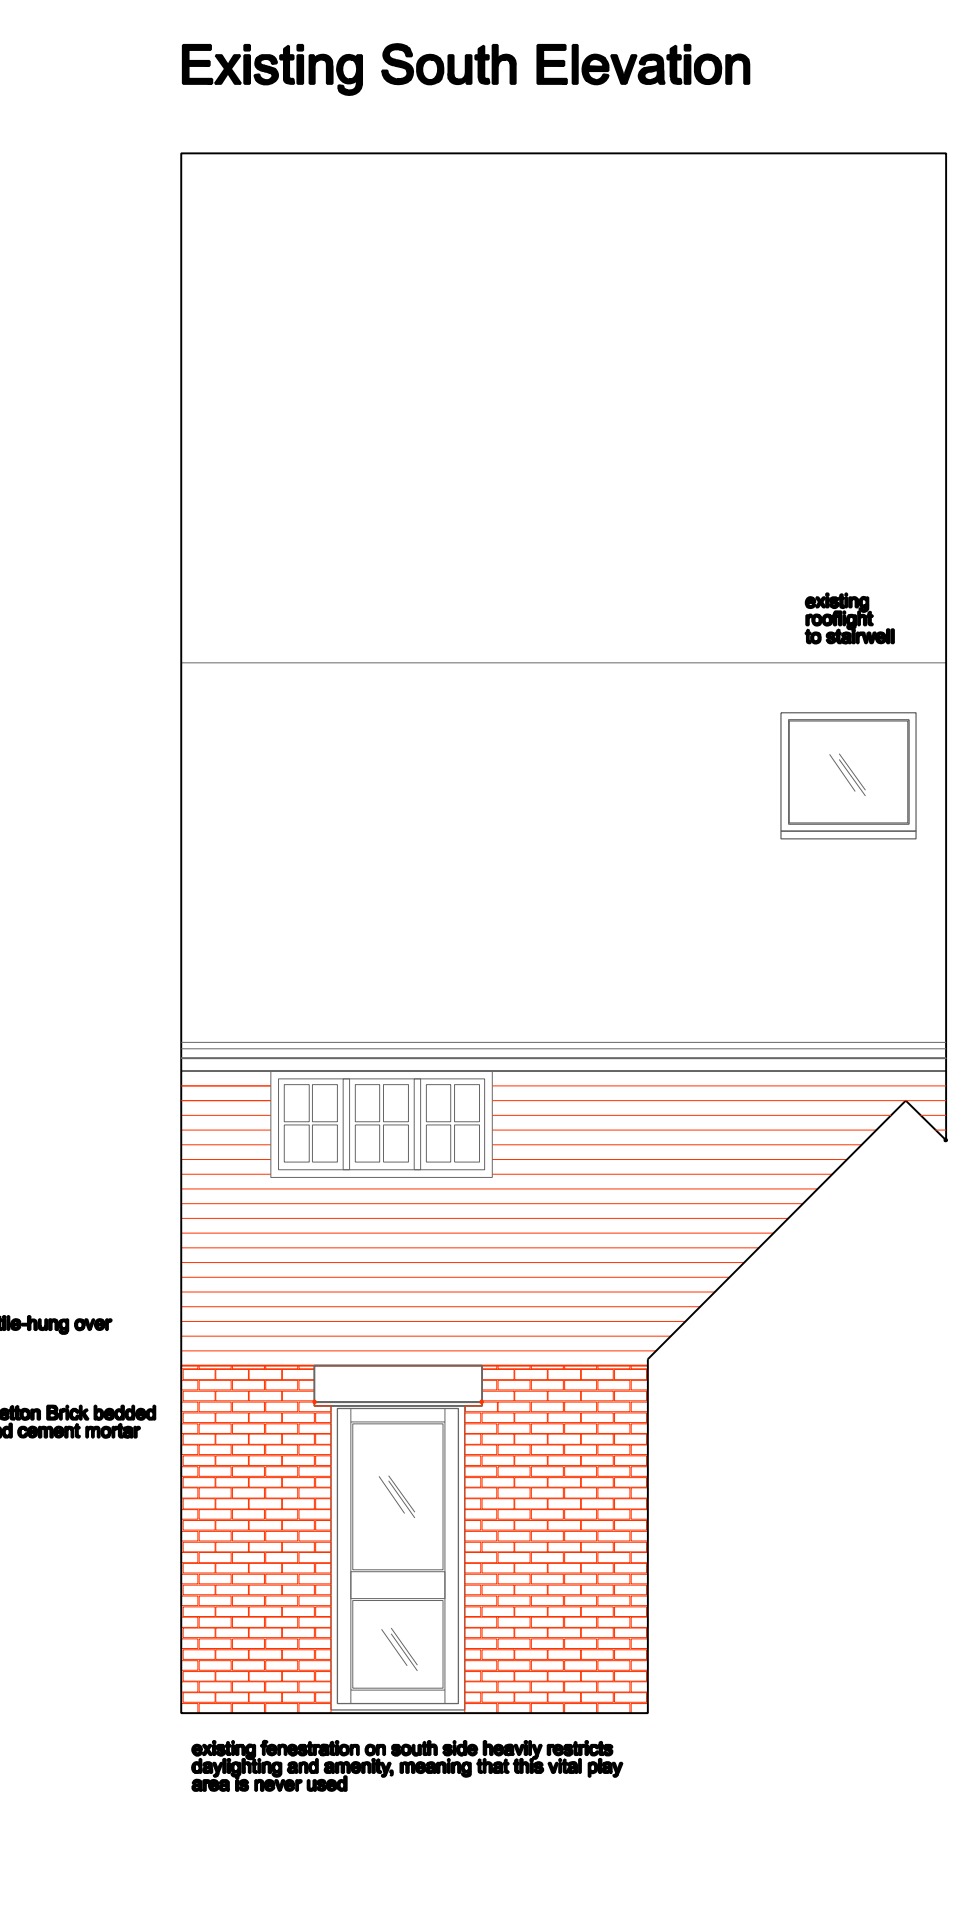 Existing South Elevation
existing
rooflight
to stairwell
tile-hung over
etton Brick bedded
cement mortar
existing fenestration on south side heavily restricts
daylighting and amenity, meaning that this vital play
area is never used